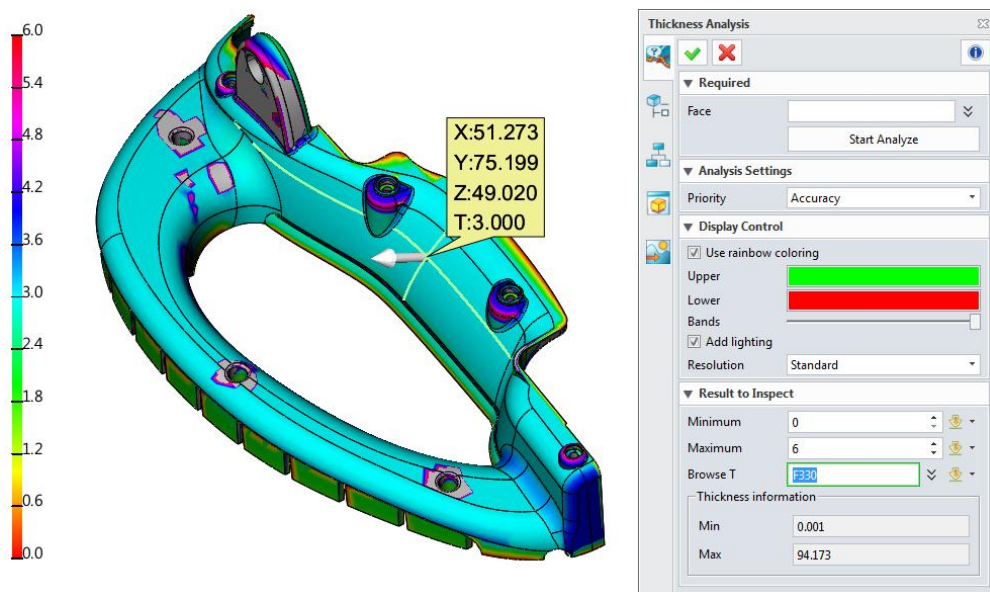 6.0
5.4
4.8
4.2
3.6
3.0
2.4
1.8
1.2
0.6
0.0
X:51.273
Y:75.199
Z:49.020
T:3.000
Thickness Analysis
Required
Face
Start Analyze
Analysis Settings
Priority Accuracy
Display Control
Use rainbow coloring
Upper
Lower
Bands
Add lighting
Resolution Standard
Result to Inspect
Minimum 0
Maximum 6
Browse T F330
Thickness information
Min 0.001
Max 94.173